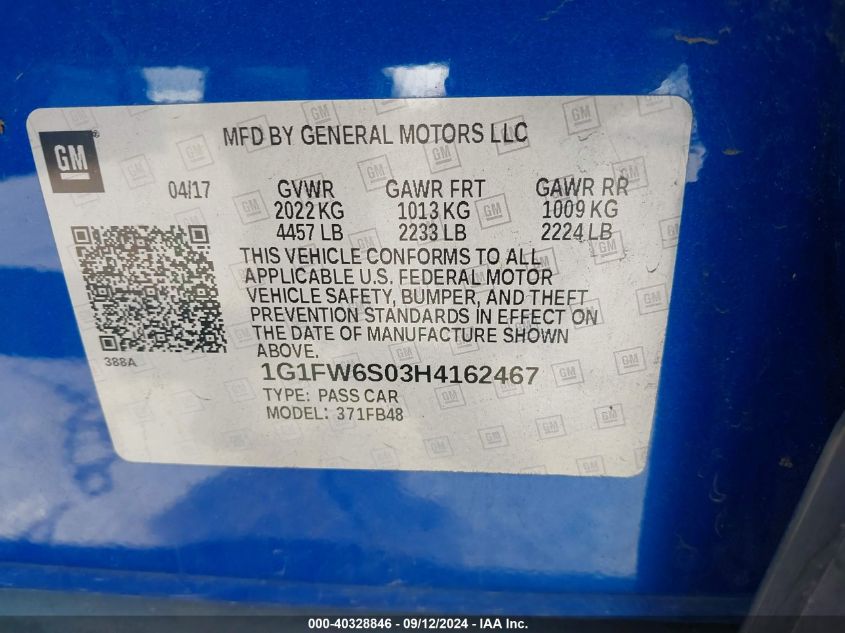 GM
MFD BY GENERAL MOTORS LLC
04/17
GVWR GAWR FRT GAWR RR
2022 KG 1013 KG 1009 KG
4457 LB 2233 LB 2224 LB
THIS VEHICLE CONFORMS TO ALL
APPLICABLE U.S. FEDERAL MOTOR
VEHICLE SAFETY, BUMPER, AND THEFT
PREVENTION STANDARDS IN EFFECT ON
THE DATE OF MANUFACTURE SHOWN
ABOVE.
388A
1G1FW6S03H4162467
TYPE: PASS CAR
MODEL: 371FB48
000-40328846 - 09/12/2024 - IAA, Inc.